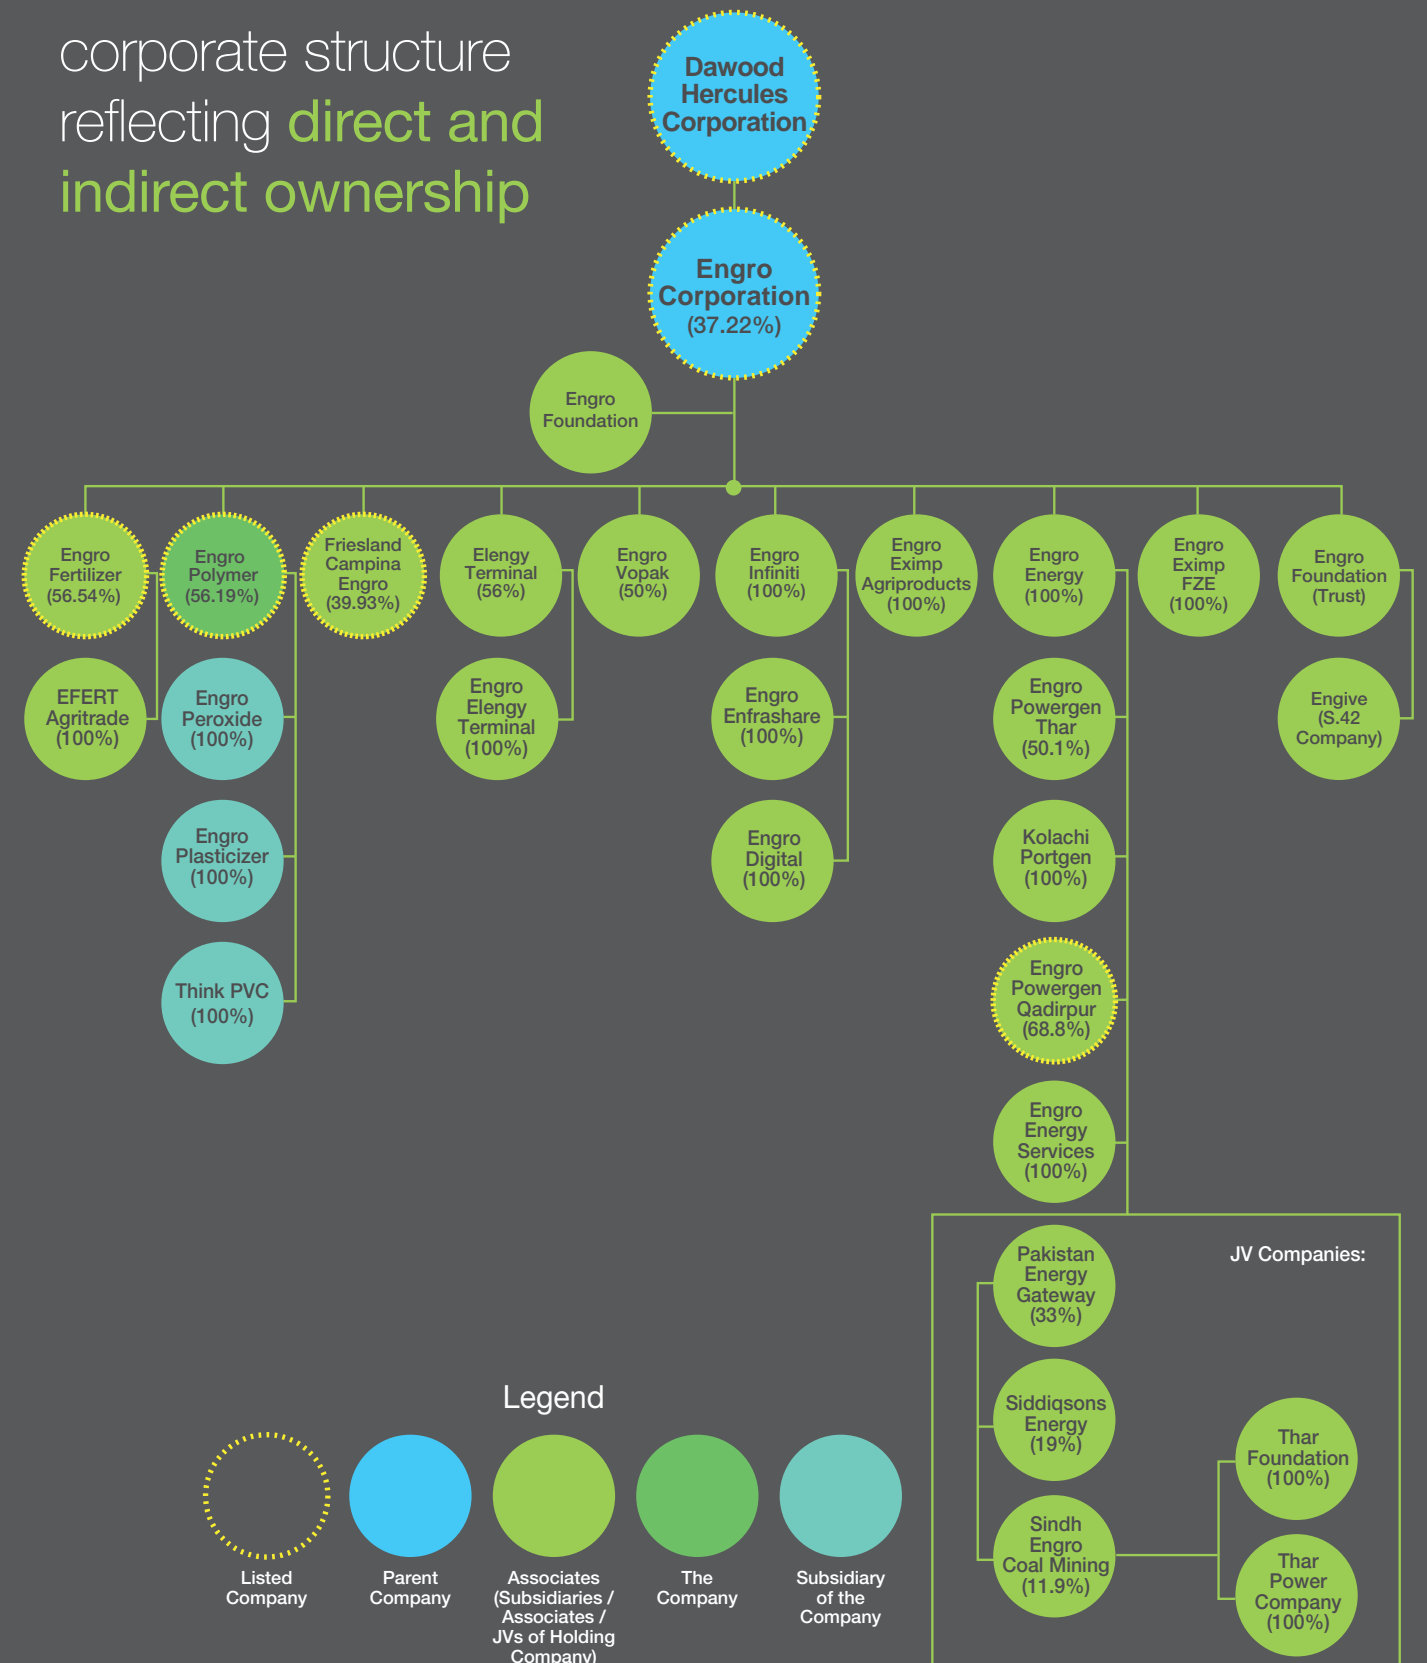 corporate structure
reflecting direct and
indirect ownership
Dawood
Hercules
Corporation
Engro
Corporation
(37.22%)
Engro
Foundation
Engro
Fertilizer
(56.54%)
Engro
Polymer
(56.19%)
Friesland
Campina
Engro
(39.93%)
Elengy
Terminal
(56%)
Engro
Vopak
(50%)
Engro
Infiniti
(100%)
Engro
Eximp
Agriproducts
(100%)
Engro
Energy
(100%)
Engro
Eximp
FZE
(100%)
Engro
Foundation
(Trust)
EFERT
Agritrade
(100%)
Engro
Peroxide
(100%)
Engro
Elengy
Terminal
(100%)
Engro
Enfrashare
(100%)
Engro
Powergen
Thar
(50.1%)
Engive
(S.42
Company)
Engro
Plasticizer
(100%)
Engro
Digital
(100%)
Kolachi
Portgen
(100%)
Think PVC
(100%)
Engro
Powergen
Qadirpur
(68.8%)
Engro
Energy
Services
(100%)
JV Companies:
Pakistan
Energy
Gateway
(33%)
Siddiqsons
Energy
(19%)
Sindh
Engro
Coal Mining
(11.9%)
Thar
Foundation
(100%)
Thar
Power
Company
(100%)
Legend
Listed
Company
Parent
Company
Associates
(Subsidiaries /
Associates /
JVs of Holding
Company)
The
Company
Subsidiary
of the
Company